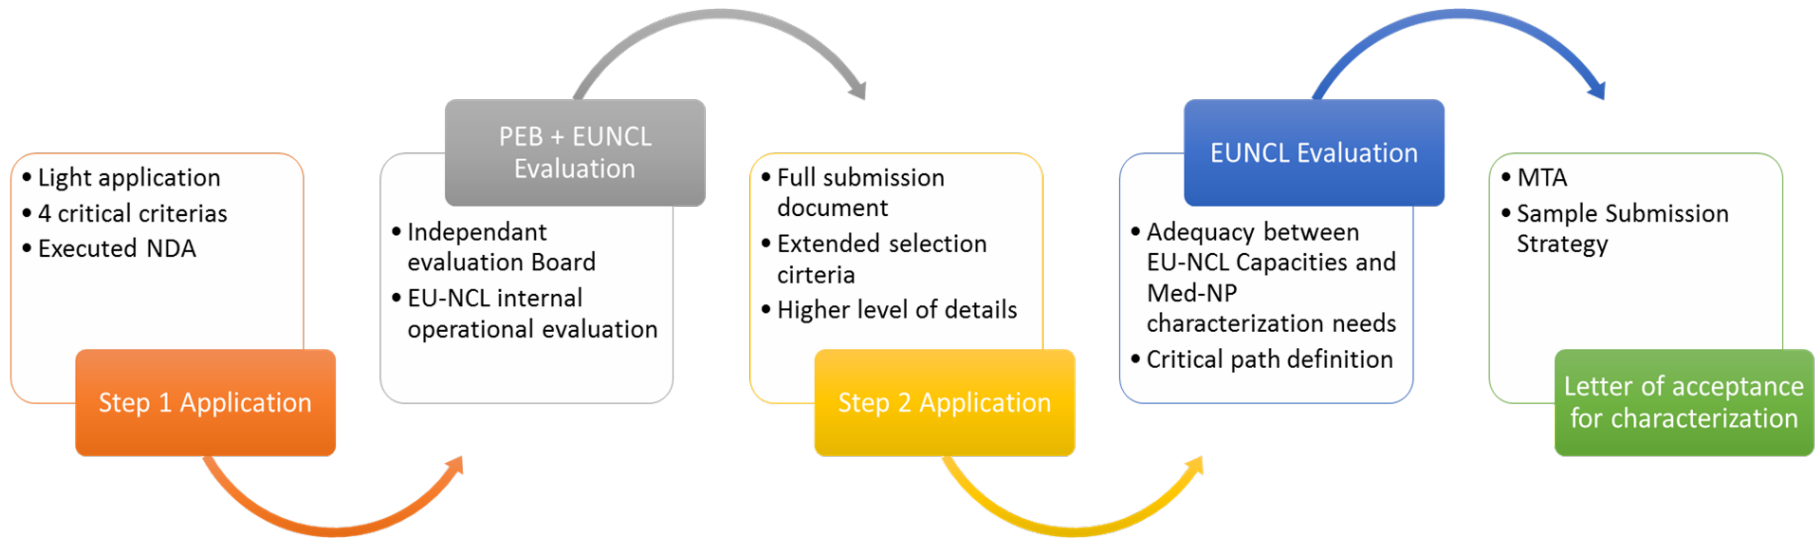 • Light application
• 4 critical criterias
• Executed NDA
Step 1 Application
PEB + EUNCL
Evaluation
• Independant
evaluation Board
• EU-NCL internal
operational evaluation
• Full submission
document
• Extended selection
cirteria
• Higher level of details
Step 2 Application
EUNCL Evaluation
• Adequacy between
EU-NCL Capacities and
Med-NP
characterization needs
• Critical path definition
• MTA
• Sample Submission
Strategy
Letter of acceptance
for characterization